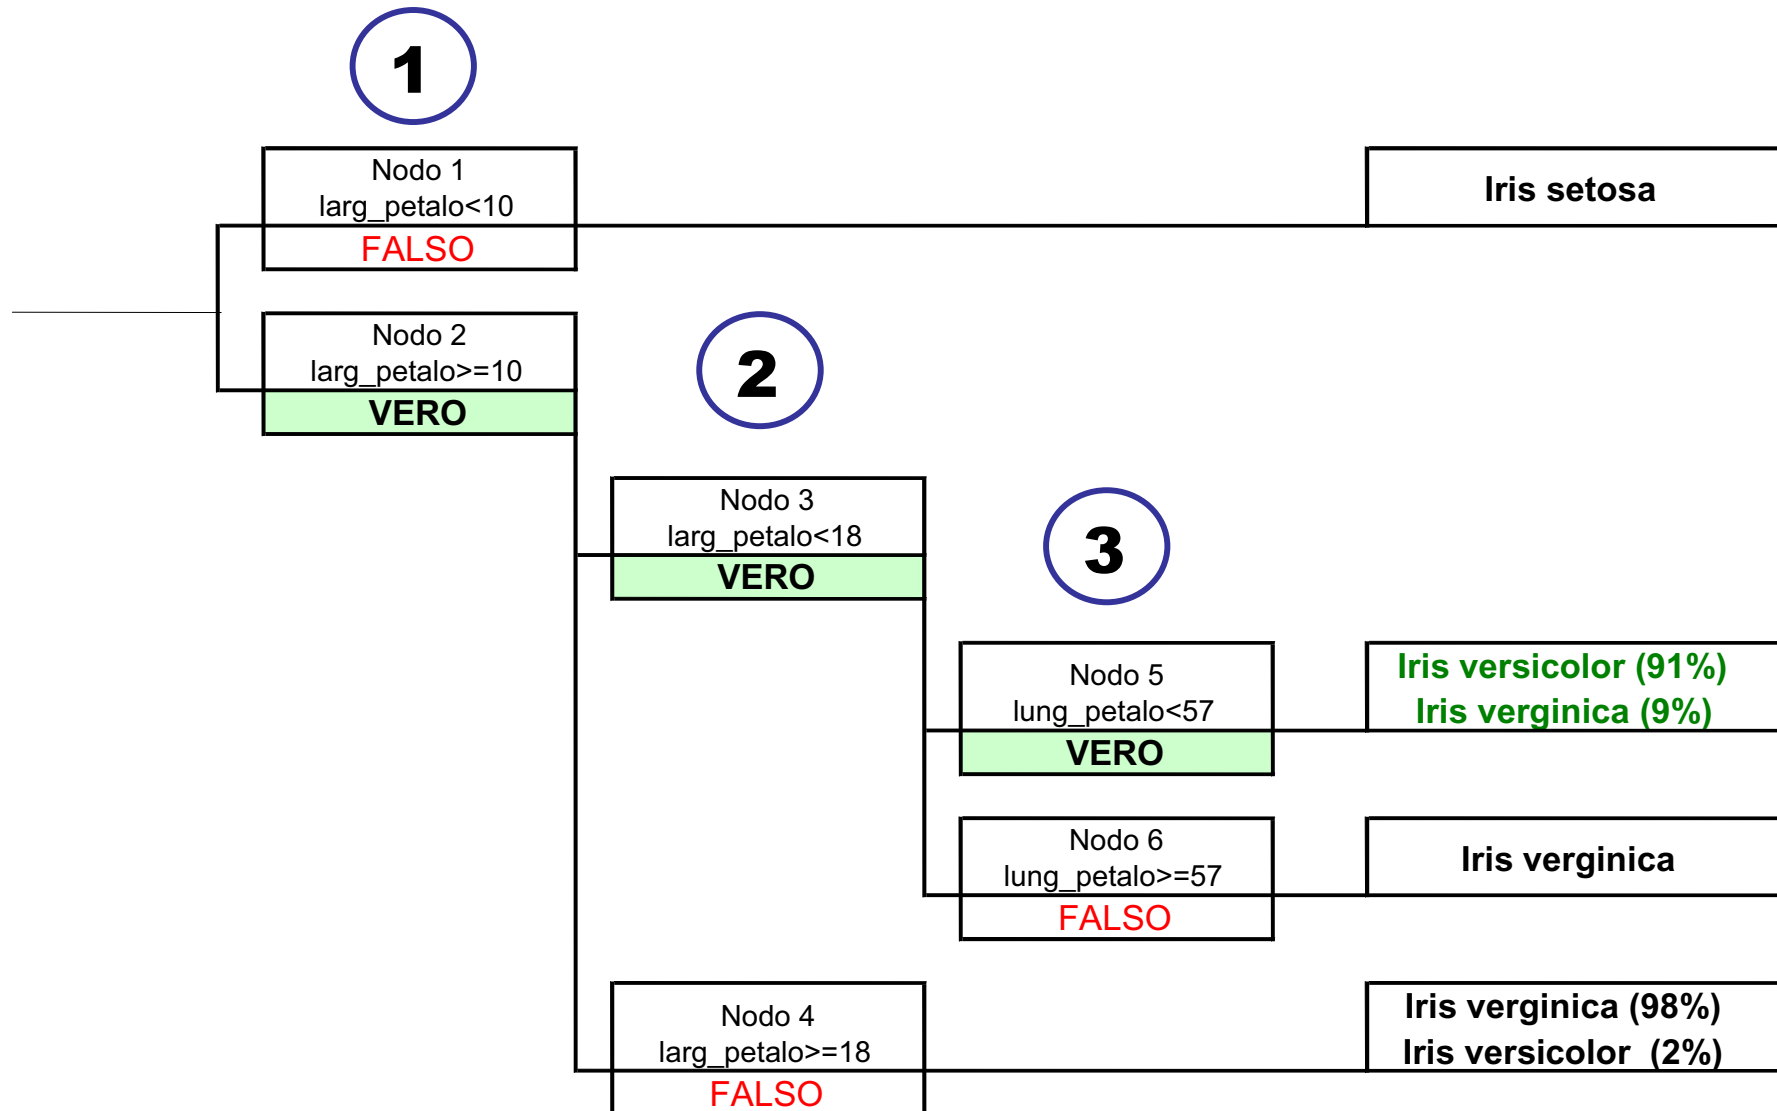 1
Nodo 1
larg_petalo<10
FALSO
Iris setosa
Nodo 2
larg_petalo>=10
VERO
2
Nodo 3
larg_petalo<18
VERO
3
Nodo 5
lung_petalo<57
VERO
Iris versicolor (91%)
Iris verginica (9%)
Nodo 6
lung_petalo>=57
FALSO
Iris verginica
Nodo 4
larg_petalo>=18
FALSO
Iris verginica (98%)
Iris versicolor (2%)